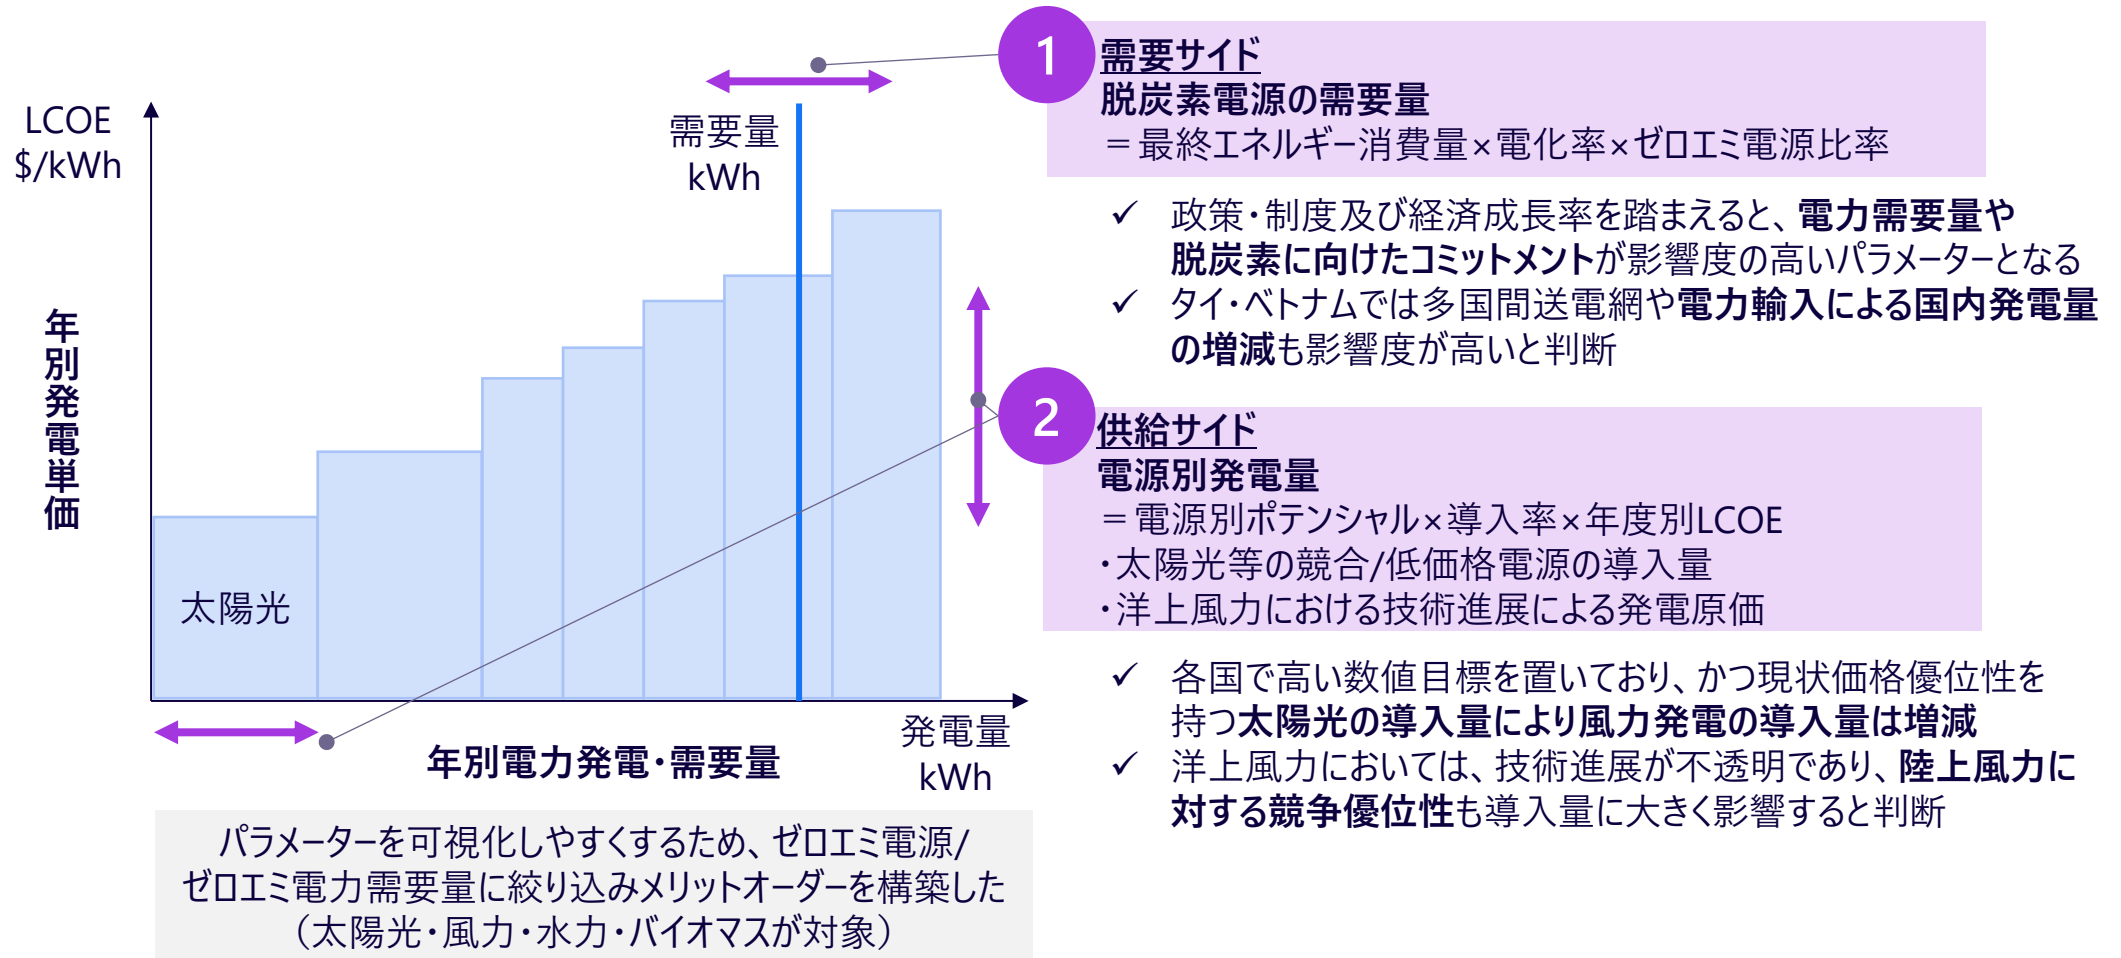 LCOE
$/kWh
年別発電単価
需要量
kWh
太陽光
発電量
kWh
年別電力発電・需要量
パラメーターを可視化しやすくするため、ゼロエミ電源/
ゼロエミ電力需要量に絞り込みメリットオーダーを構築した
（太陽光・風力・水力・バイオマスが対象）
1
需要サイド
脱炭素電源の需要量
＝最終エネルギー消費量×電化率×ゼロエミ電源比率
✓ 政策・制度及び経済成長率を踏まえると、電力需要量や
脱炭素に向けたコミットメントが影響度の高いパラメーターとなる
✓ タイ・ベトナムでは多国間送電網や電力輸入による国内発電量
の増減も影響度が高いと判断
2
供給サイド
電源別発電量
＝電源別ポテンシャル×導入率×年度別LCOE
・太陽光等の競合/低価格電源の導入量
・洋上風力における技術進展による発電原価
✓ 各国で高い数値目標を置いており、かつ現状価格優位性を
持つ太陽光の導入量により風力発電の導入量は増減
✓ 洋上風力においては、技術進展が不透明であり、陸上風力に
対する競争優位性も導入量に大きく影響すると判断